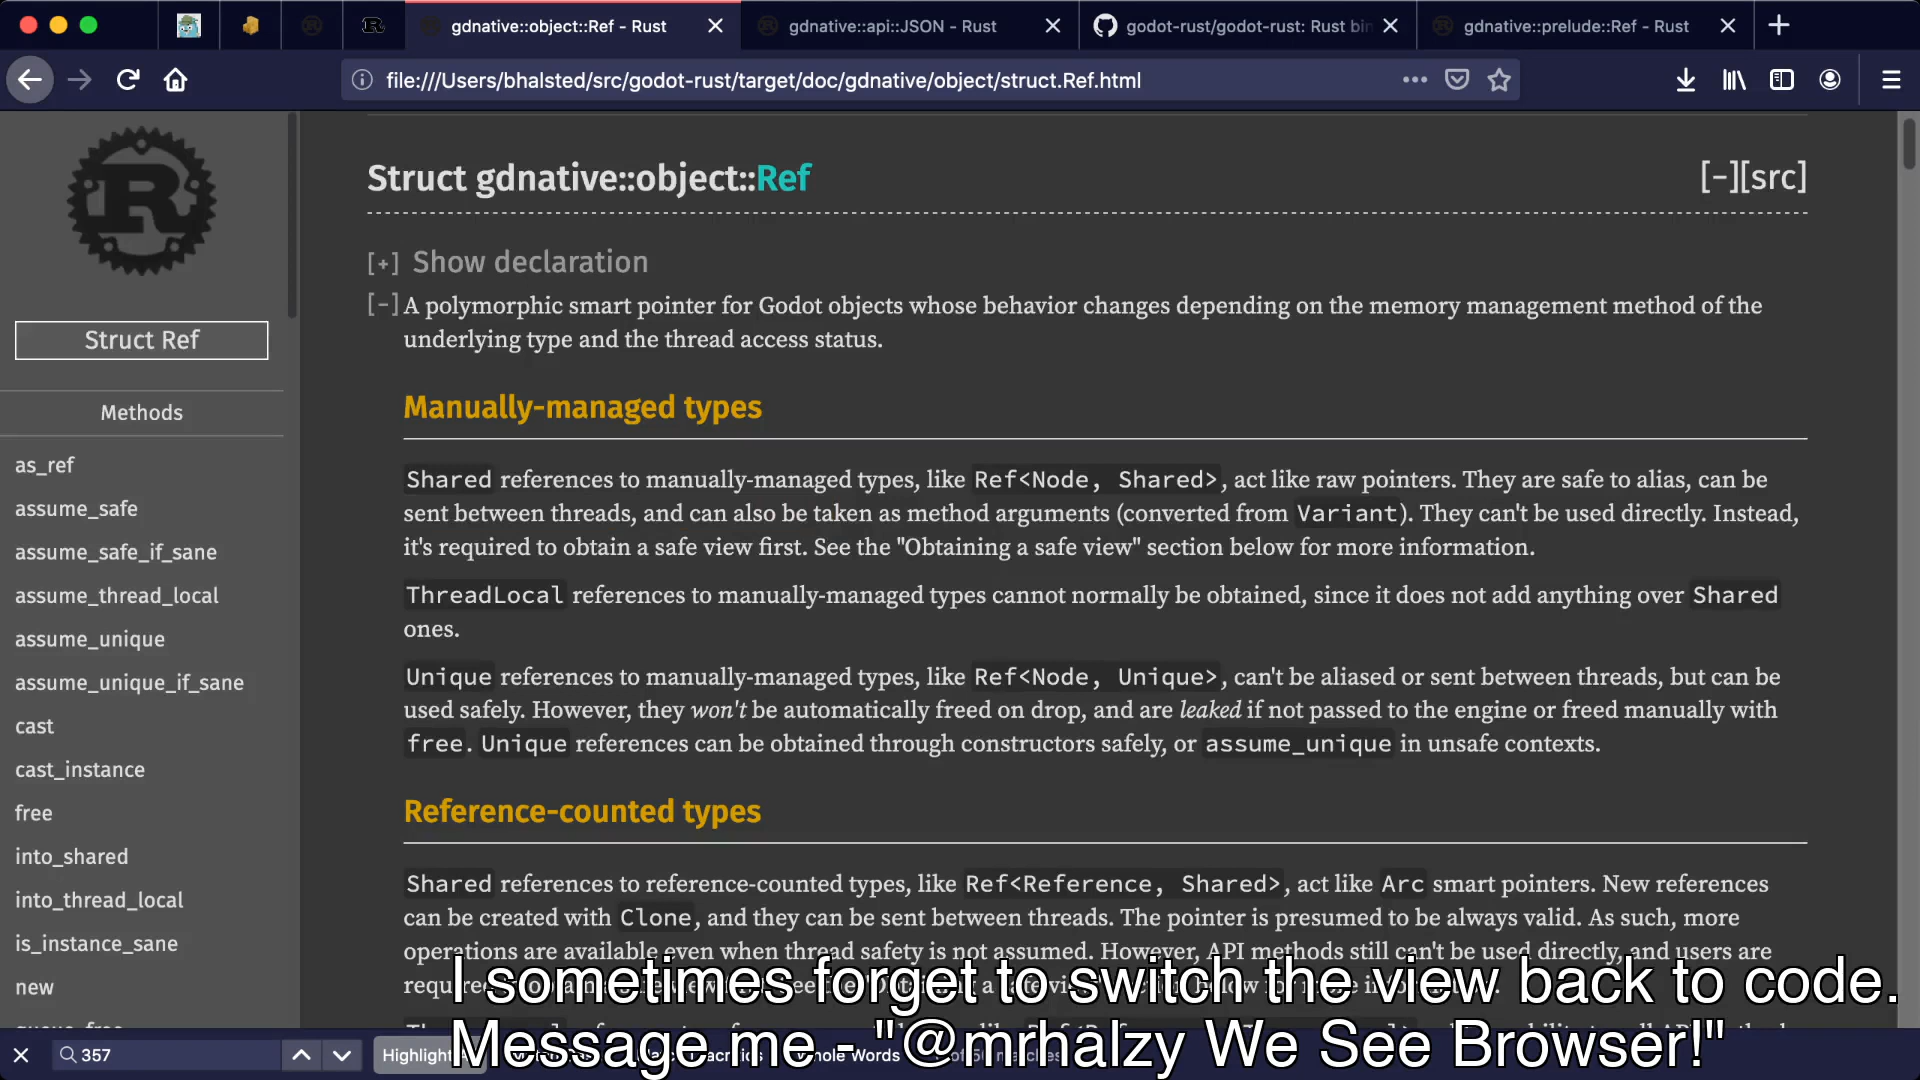 gdnative::object::Ref - Rust
gdnative::api::JSON - Rust
godot-rust/godot-rust: Rust bin
gdnative::prelude::Ref - Rust
file:///Users/bhalsted/src/godot-rust/target/doc/gdnative/object/struct.Ref.html
Struct Ref
Methods
as_ref
assume_safe
assume_safe_if_sane
assume_thread_local
assume_unique
assume_unique_if_sane
cast
cast_instance
free
into_shared
into_thread_local
is_instance_sane
new
Struct gdnative::object::Ref
[−][src]
[+] Show declaration
[−] A polymorphic smart pointer for Godot objects whose behavior changes depending on the memory management method of the
underlying type and the thread access status.
Manually-managed types
Shared references to manually-managed types, like Ref<Node, Shared>, act like raw pointers. They are safe to alias, can be
sent between threads, and can also be taken as method arguments (converted from Variant). They can't be used directly. Instead,
it's required to obtain a safe view first. See the "Obtaining a safe view" section below for more information.
ThreadLocal references to manually-managed types cannot normally be obtained, since it does not add anything over Shared
ones.
Unique references to manually-managed types, like Ref<Node, Unique>, can't be aliased or sent between threads, but can be
used safely. However, they won't be automatically freed on drop, and are leaked if not passed to the engine or freed manually with
free. Unique references can be obtained through constructors safely, or assume_unique in unsafe contexts.
Reference-counted types
Shared references to reference-counted types, like Ref<Reference, Shared>, act like Arc smart pointers. New references
can be created with Clone, and they can be sent between threads. The pointer is presumed to be always valid. As such, more
operations are available even when thread safety is not assumed. However, API methods still can't be used directly, and users are
I sometimes forget to switch the view back to code.
Message me - "@mrhalzy We See Browser!"
357
Highlight